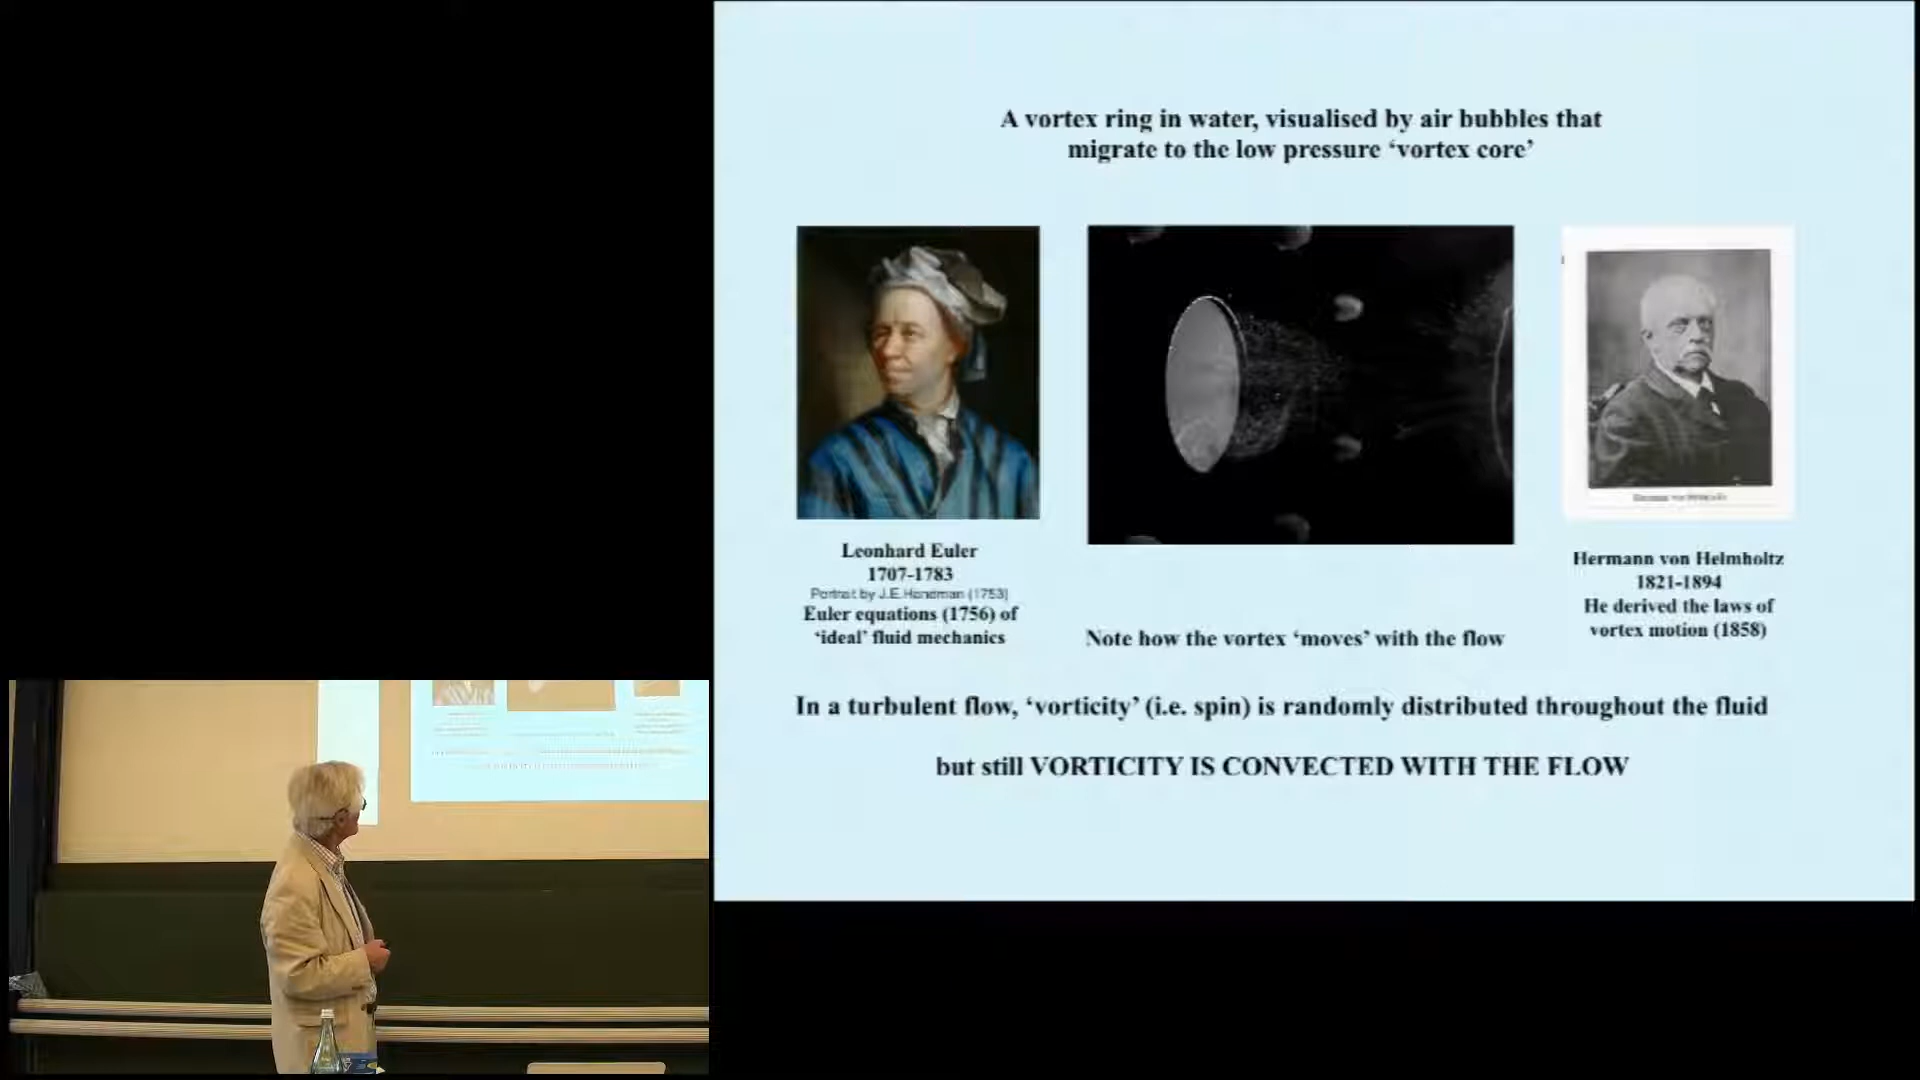 A vortex ring in water, visualised by air bubbles that
migrate to the low pressure ‘vortex core’
Leonhard Euler
1707-1783
Portrait by J.E.Handman (1753)
Euler equations (1756) of
‘ideal’ fluid mechanics
Note how the vortex ‘moves’ with the flow
Hermann von Helmholtz
1821-1894
He derived the laws of
vortex motion (1858)
In a turbulent flow, ‘vorticity’ (i.e. spin) is randomly distributed throughout the fluid
but still VORTICITY IS CONVECTED WITH THE FLOW